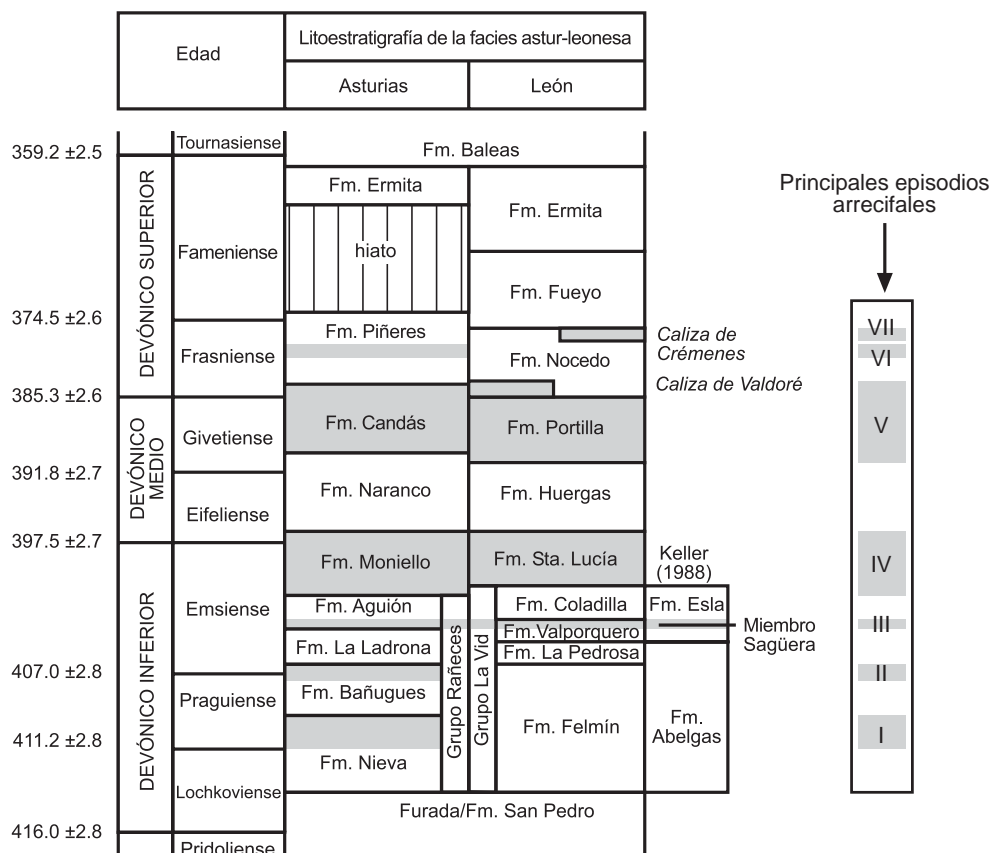 Edad
Litoestratigrafía de la facies astur-leonesa
Asturias
León
359.2 ±2.5
374.5 ±2.6
385.3 ±2.6
391.8 ±2.7
397.5 ±2.7
407.0 ±2.8
411.2 ±2.8
416.0 ±2.8
DEVÓNICO SUPERIOR
DEVÓNICO
MEDIO
DEVÓNICO INFERIOR
Tournasiense
Fameniense
Frasniense
Givetiense
Eifeliense
Emsiense
Praguiense
Lochkoviense
Pridoliense
Fm. Baleas
Fm. Ermita
hiato
Fm. Piñeres
Fm. Candás
Fm. Naranco
Fm. Moniello
Fm. Aguión
Fm. La Ladrona
Fm. Bañugues
Fm. Nieva
Grupo Rañeces
Fm. Ermita
Fm. Fueyo
Fm. Nocedo
Fm. Portilla
Fm. Huergas
Fm. Sta. Lucía
Grupo La Vid
Fm. Coladilla
Fm.Valporquero
Fm. La Pedrosa
Fm. Felmín
Furada/Fm. San Pedro
Caliza de
Crémenes
Caliza de Valdoré
Keller
(1988)
Fm. Esla
Miembro
Sagüera
Fm.
Abelgas
Principales episodios
arrecifales
VII
VI
V
IV
III
II
I